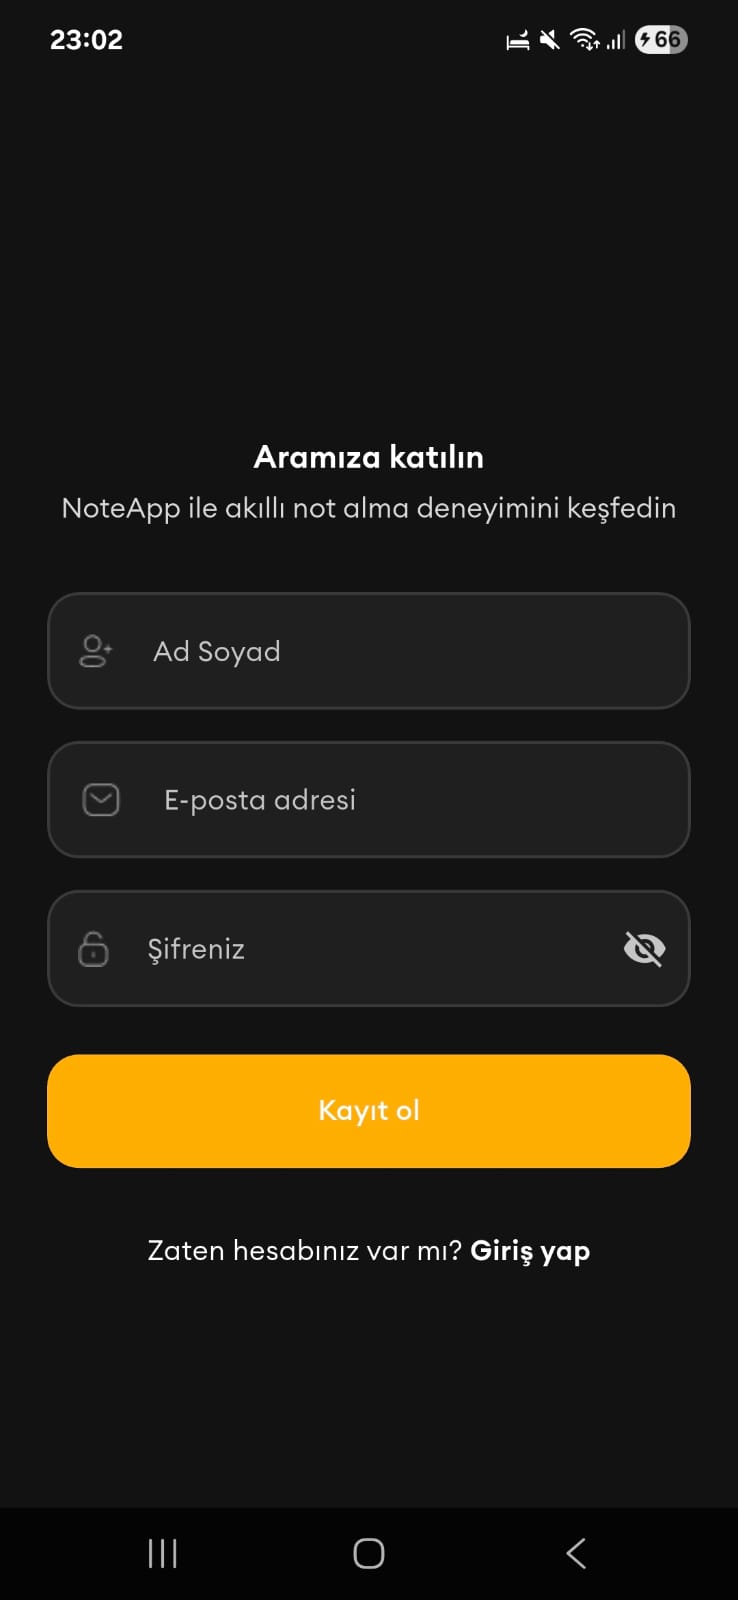 23:02
66
Aramıza katılın
NoteApp ile akıllı not alma deneyimini keşfedin
Ad Soyad
E-posta adresi
Şifreniz
Kayıt ol
Zaten hesabınız var mı? Giriş yap